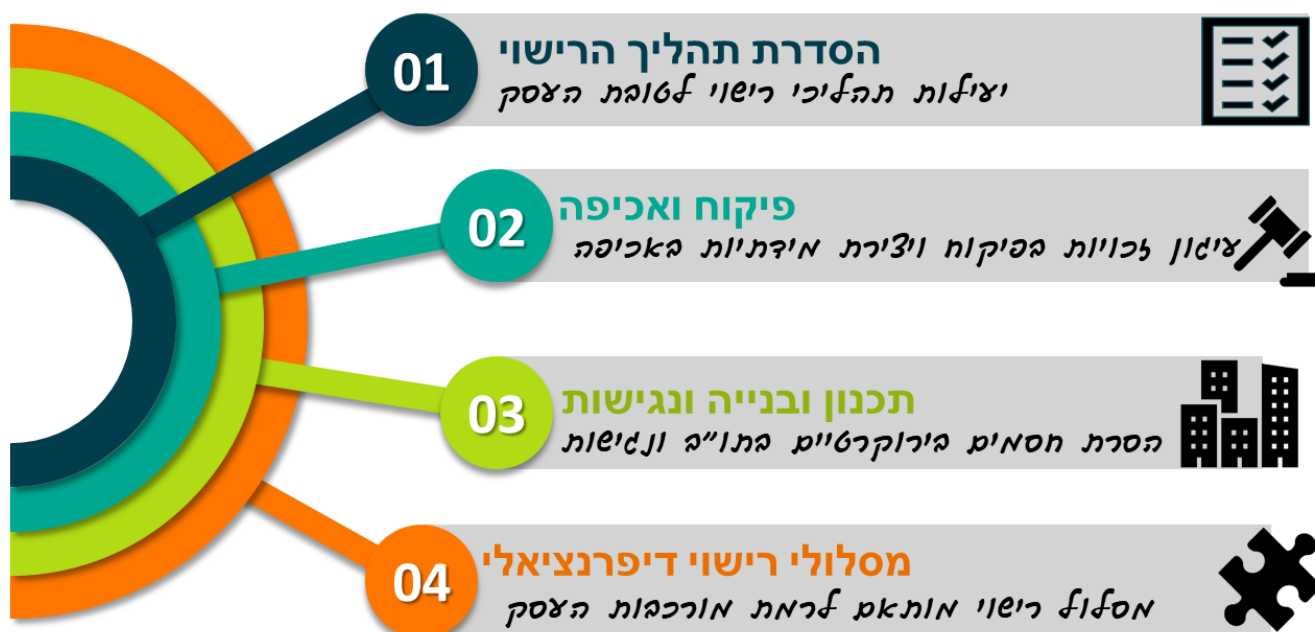 01
הסדרת תהליך הרישוי
יעילות תהליכי רישוי לטובת העסק
02
פיקוח ואכיפה
עיגון זכויות בפיקוח ויצירת מידתיות באכיפה
03
תכנון ובנייה ונגישות
הסרת חסמים בירוקרטיים בתו"ב ונגישות
04
מסלולי רישוי דיפרנציאלי
מסלול רישוי מותאם לרמת מורכבות העסק